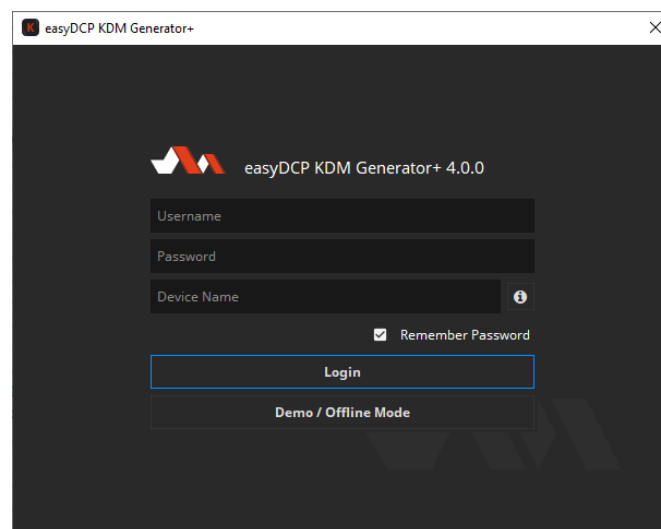 K easyDCP KDM Generator+
easyDCP KDM Generator+ 4.0.0
Username
Password
Device Name
Remember Password
Login
Demo / Offline Mode